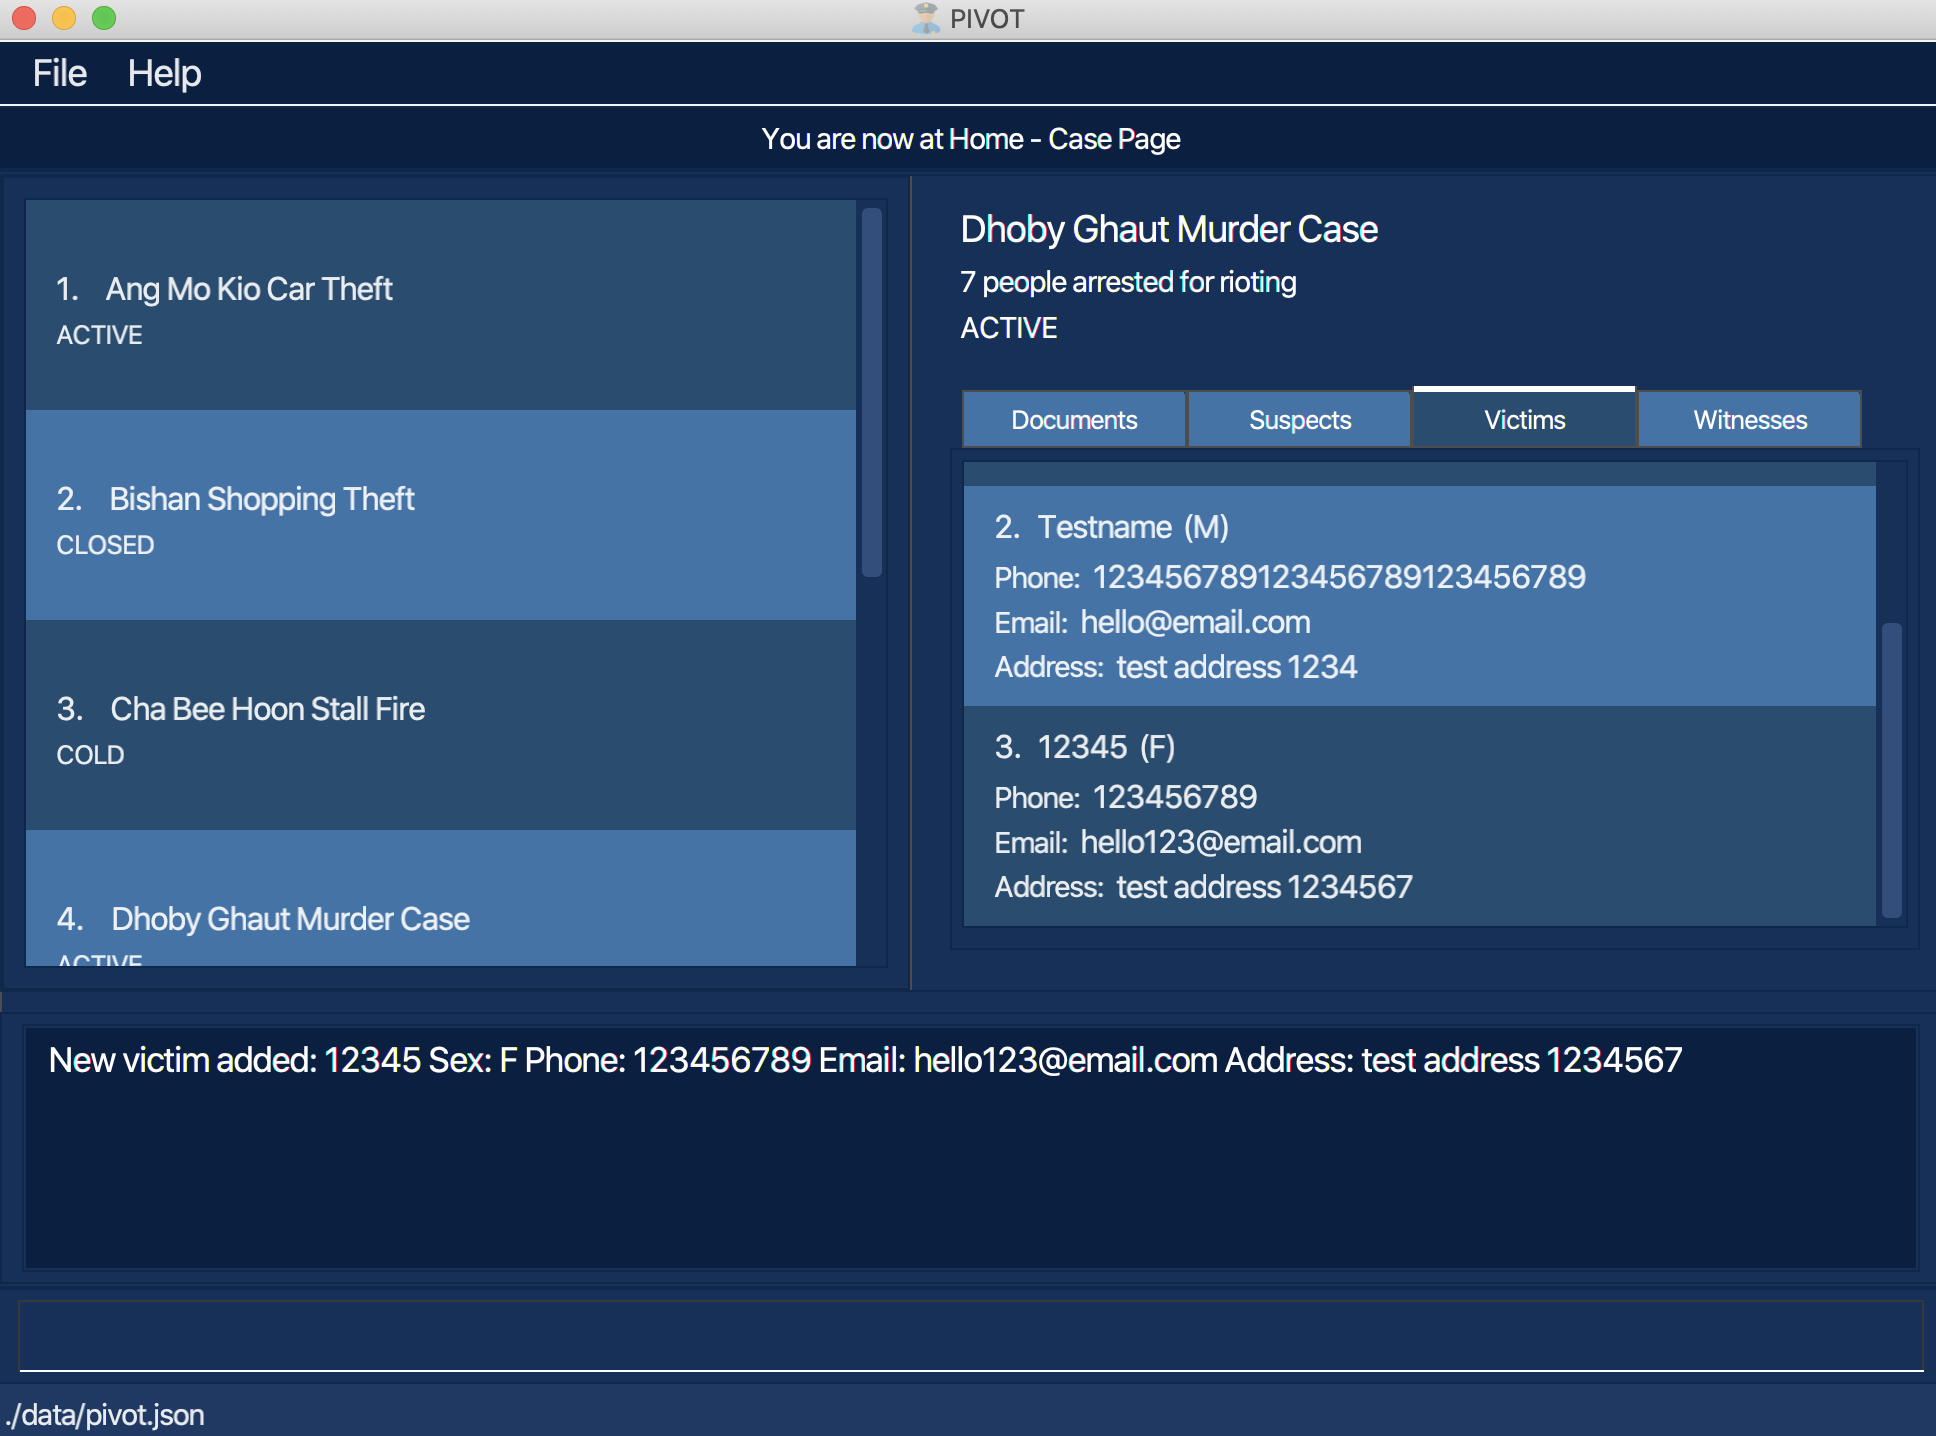 PIVOT
File Help
You are now at Home - Case Page
1. Ang Mo Kio Car Theft
ACTIVE
2. Bishan Shopping Theft
CLOSED
3. Cha Bee Hoon Stall Fire
COLD
4. Dhoby Ghaut Murder Case
ACTIVE
Dhoby Ghaut Murder Case
7 people arrested for rioting
ACTIVE
Documents Suspects Victims Witnesses
2. Testname (M)
Phone: 123456789123456789123456789
Email: hello@email.com
Address: test address 1234
3. 12345 (F)
Phone: 123456789
Email: hello123@email.com
Address: test address 1234567
New victim added: 12345 Sex: F Phone: 123456789 Email: hello123@email.com Address: test address 1234567
./data/pivot.json